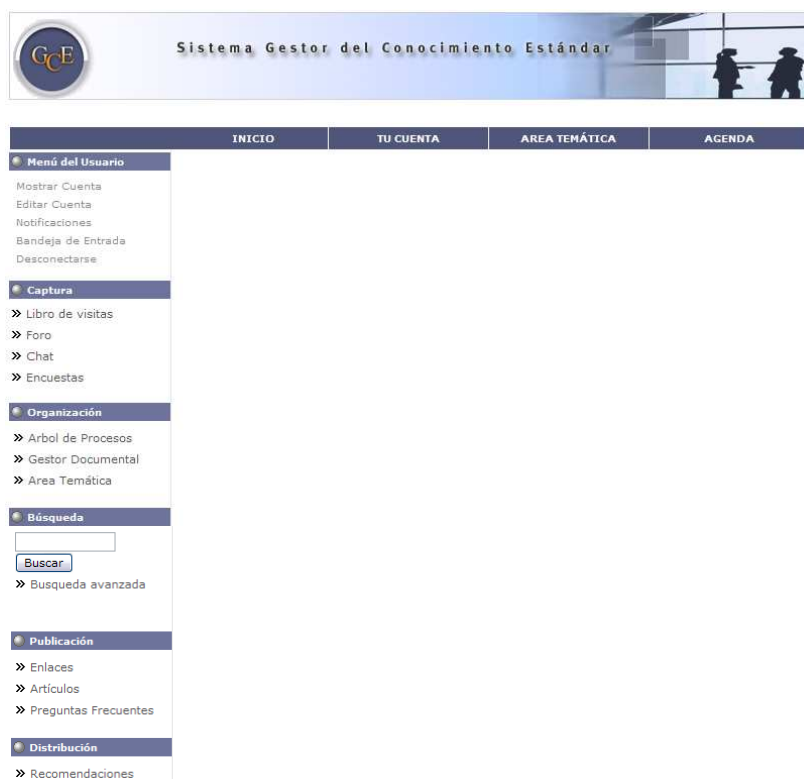 GCE
Sistema Gestor del Conocimiento Estándar
INICIO TU CUENTA AREA TEMÁTICA AGENDA
Menú del Usuario
Mostrar Cuenta
Editar Cuenta
Notificaciones
Bandeja de Entrada
Desconectarse
Captura
» Libro de visitas
» Foro
» Chat
» Encuestas
Organización
» Arbol de Procesos
» Gestor Documental
» Area Temática
Búsqueda
Buscar
» Busqueda avanzada
Publicación
» Enlaces
» Artículos
» Preguntas Frecuentes
Distribución
» Recomendaciones